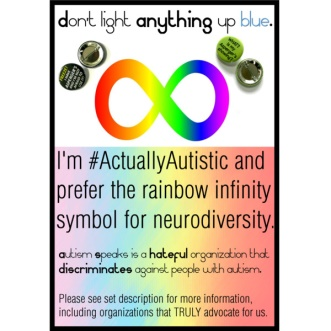 don't light anything up blue.
I'm #ActuallyAutistic and
prefer the rainbow infinity
symbol for neurodiversity.
autism speaks is a hateful organization that
discriminates against people with autism.
Please see set description for more information,
including organizations that TRULY advocate for us.